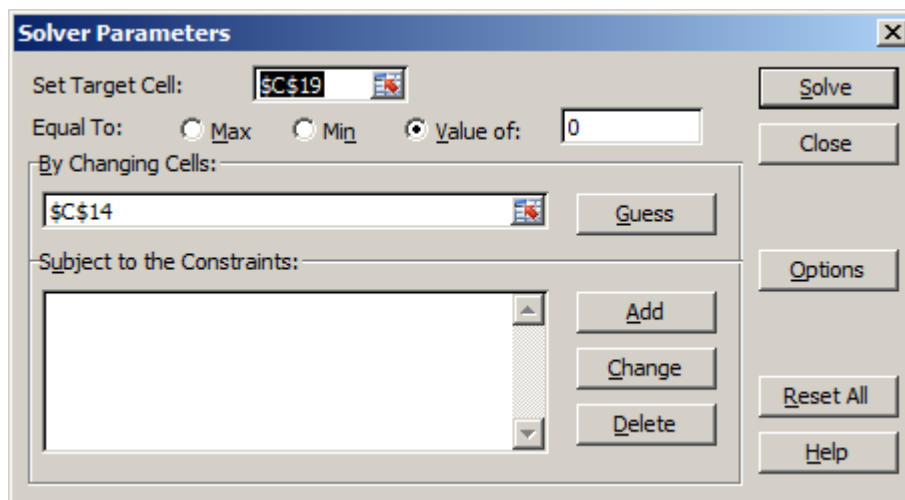 Solver Parameters
Set Target Cell: $C$19
Solve
Equal To: Max Min Value of: 0
Close
By Changing Cells:
$C$14
Guess
Subject to the Constraints:
Options
Add
Change
Reset All
Delete
Help